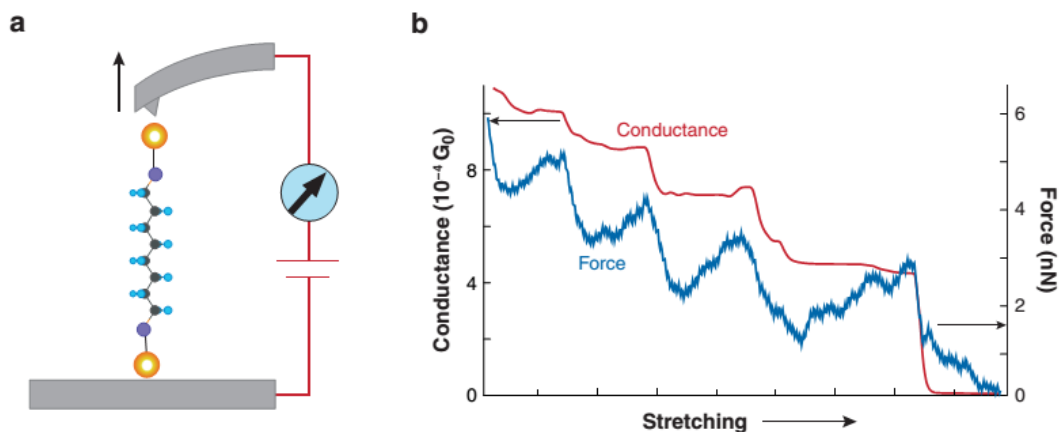 a
b
Conductance (10⁻⁴ G₀)
8
4
0
Conductance
Force
6
4
2
0
Force (nN)
Stretching